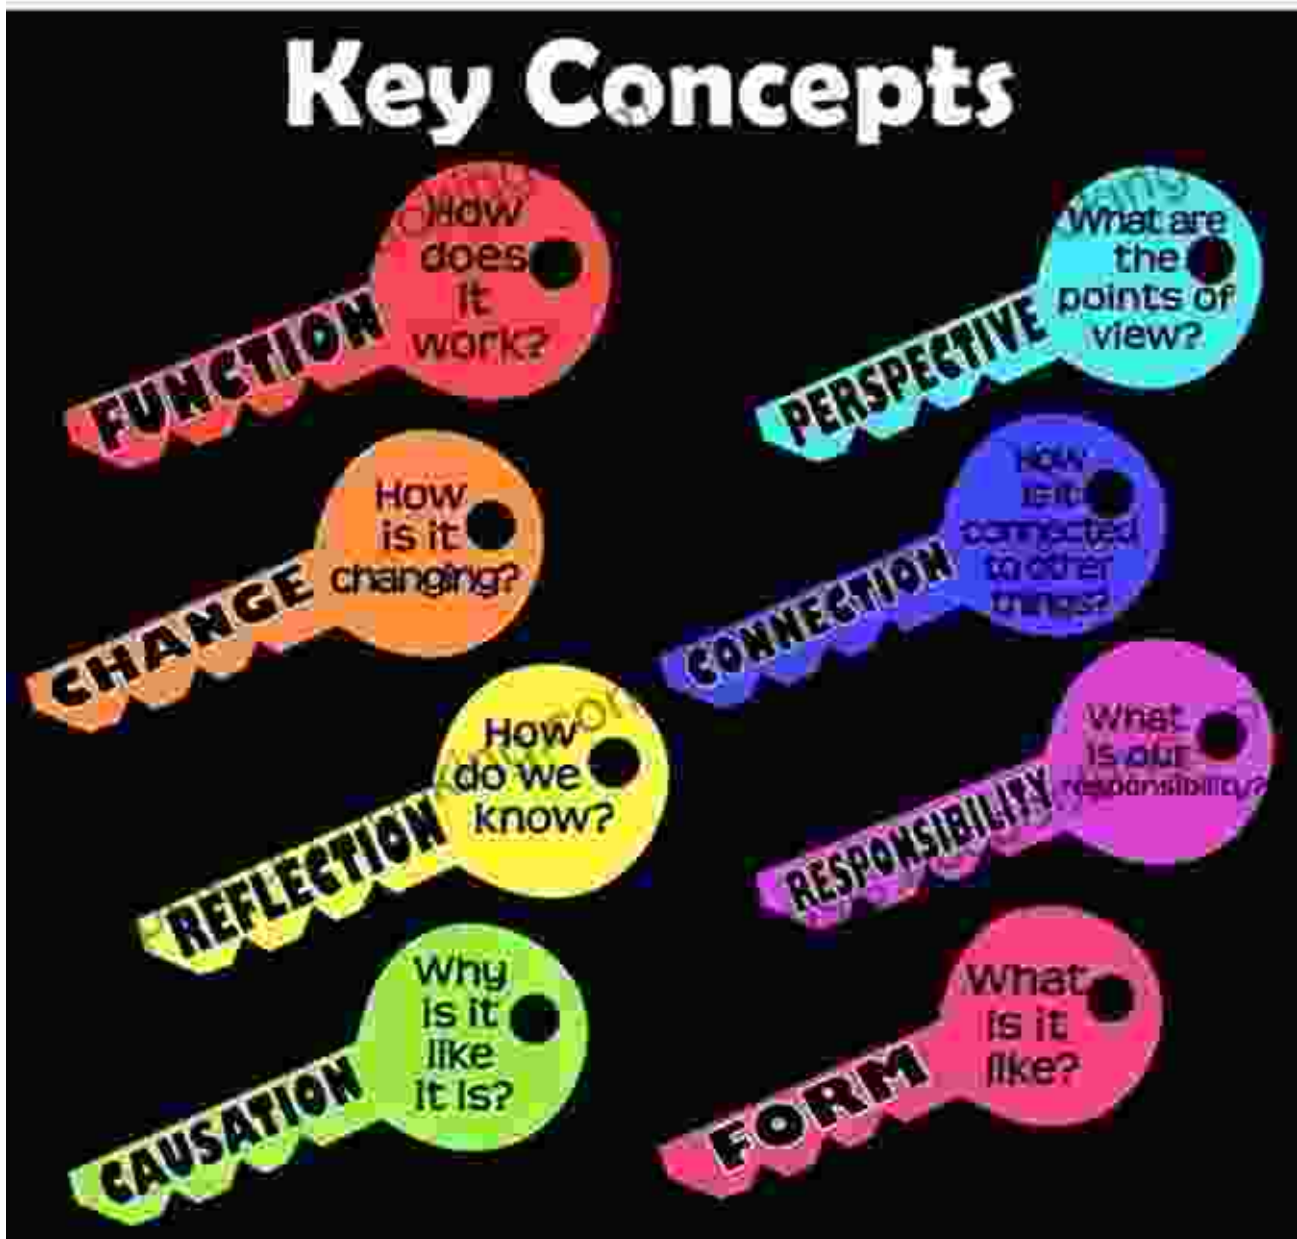 Key Concepts
How
does
it
work?
FUNCTION
What are
the
points of
view?
PERSPECTIVE
How
is it
changing?
CHANGE
How
is it
connected
to other
things?
CONNECTION
How
do we
know?
REFLECTION
What
is our
responsibility?
RESPONSIBILITY
Why
is it
like
it is?
CAUSATION
What
is it
like?
FORM